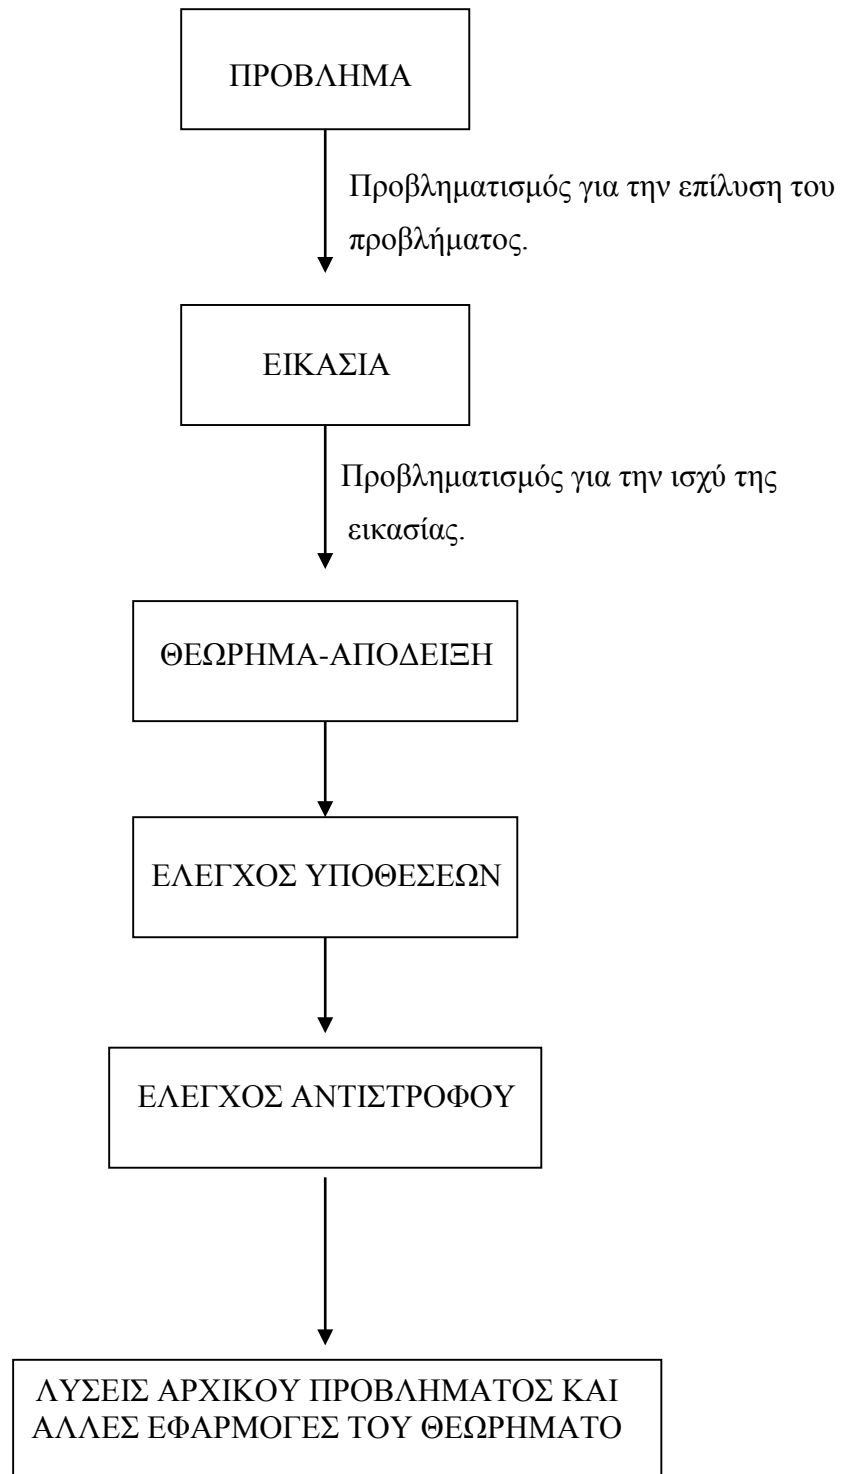 ΠΡΟΒΛΗΜΑ
Προβληματισμός για την επίλυση του
προβλήματος.
ΕΙΚΑΣΙΑ
Προβληματισμός για την ισχύ της
εικασίας.
ΘΕΩΡΗΜΑ-ΑΠΟΔΕΙΞΗ
ΕΛΕΓΧΟΣ ΥΠΟΘΕΣΕΩΝ
ΕΛΕΓΧΟΣ ΑΝΤΙΣΤΡΟΦΟΥ
ΛΥΣΕΙΣ ΑΡΧΙΚΟΥ ΠΡΟΒΛΗΜΑΤΟΣ ΚΑΙ
ΑΛΛΕΣ ΕΦΑΡΜΟΓΕΣ ΤΟΥ ΘΕΩΡΗΜΑΤΟ